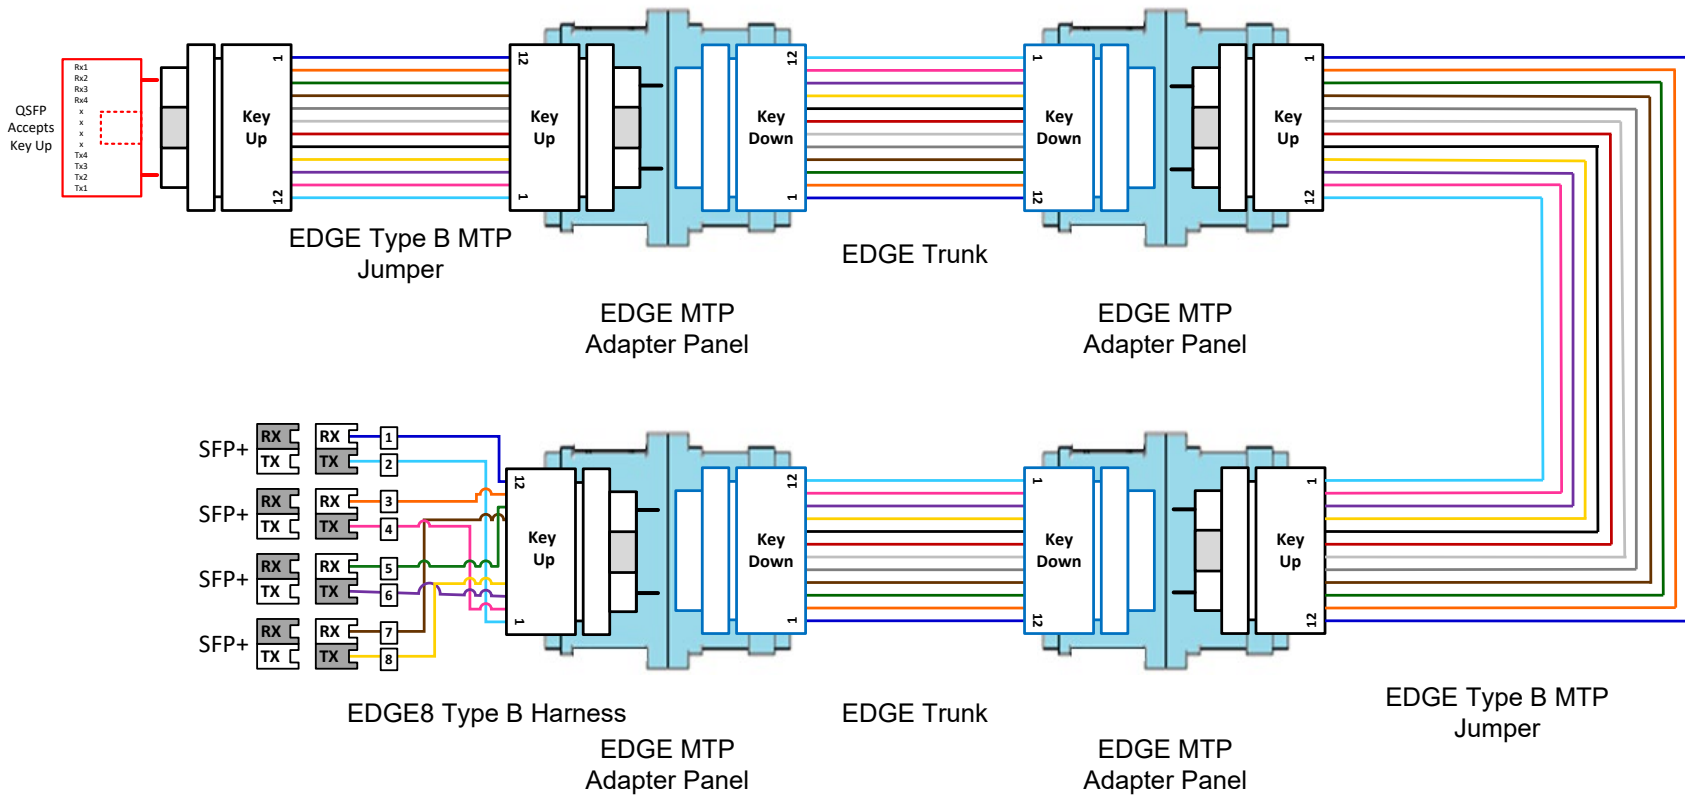 QSFP
Accepts
Key Up
Rx1
Rx2
Rx3
Rx4
x
x
x
x
Tx4
Tx3
Tx2
Tx1
1
Key
Up
12
12
Key
Up
1
12
Key
Down
1
1
Key
Down
12
1
Key
Up
12
EDGE Type B MTP
Jumper
EDGE Trunk
EDGE MTP
Adapter Panel
EDGE MTP
Adapter Panel
SFP+
RX
TX
RX
TX
1
2
SFP+
RX
TX
RX
TX
3
4
SFP+
RX
TX
RX
TX
5
6
SFP+
RX
TX
RX
TX
7
8
12
Key
Up
1
12
Key
Down
1
1
Key
Down
12
1
Key
Up
12
EDGE8 Type B Harness
EDGE Trunk
EDGE Type B MTP
Jumper
EDGE MTP
Adapter Panel
EDGE MTP
Adapter Panel